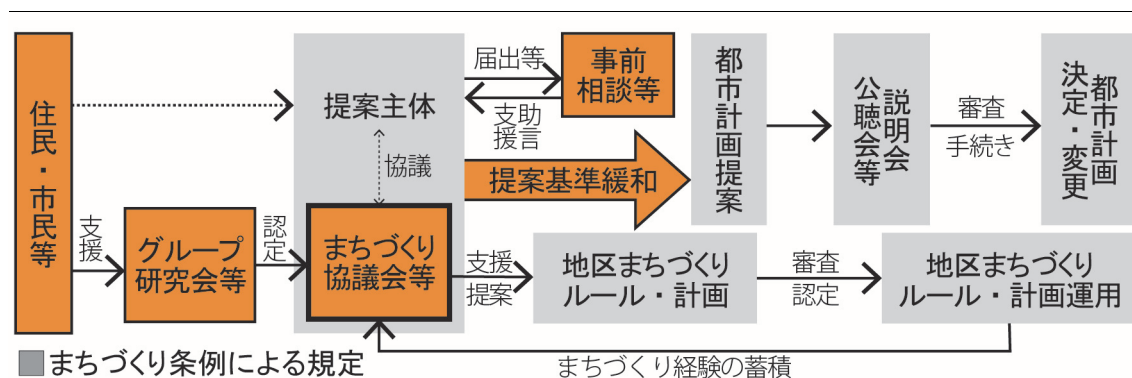 住民・市民等
支援
グループ
研究会等
認定
提案主体
協議
まちづくり
協議会等
届出等
支助
援言
事前
相談等
提案基準緩和
都市計画提案
説明会
公聴会等
審査
手続き
都市計画
決定・変更
支援
提案
地区まちづくり
ルール・計画
審査
認定
地区まちづくり
ルール・計画運用
まちづくり経験の蓄積
まちづくり条例による規定